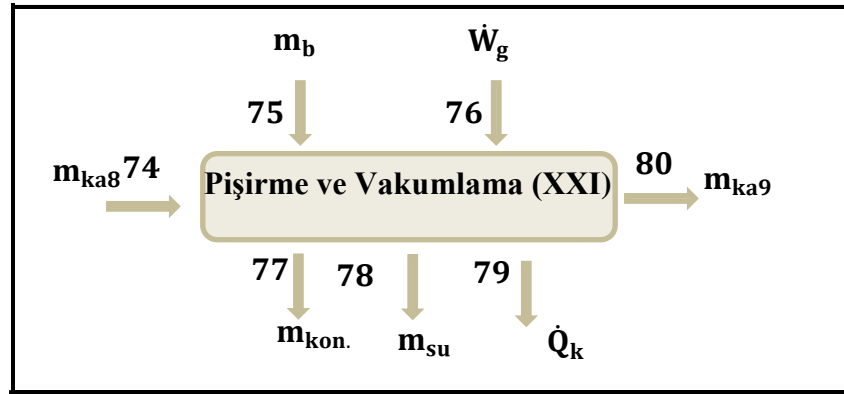 m_b Ẇ_g
75 76
m_ka8 74 Pişirme ve Vakumlama (XXI) 80 m_ka9
77 78 79
m_kon. m_su Q̇_k